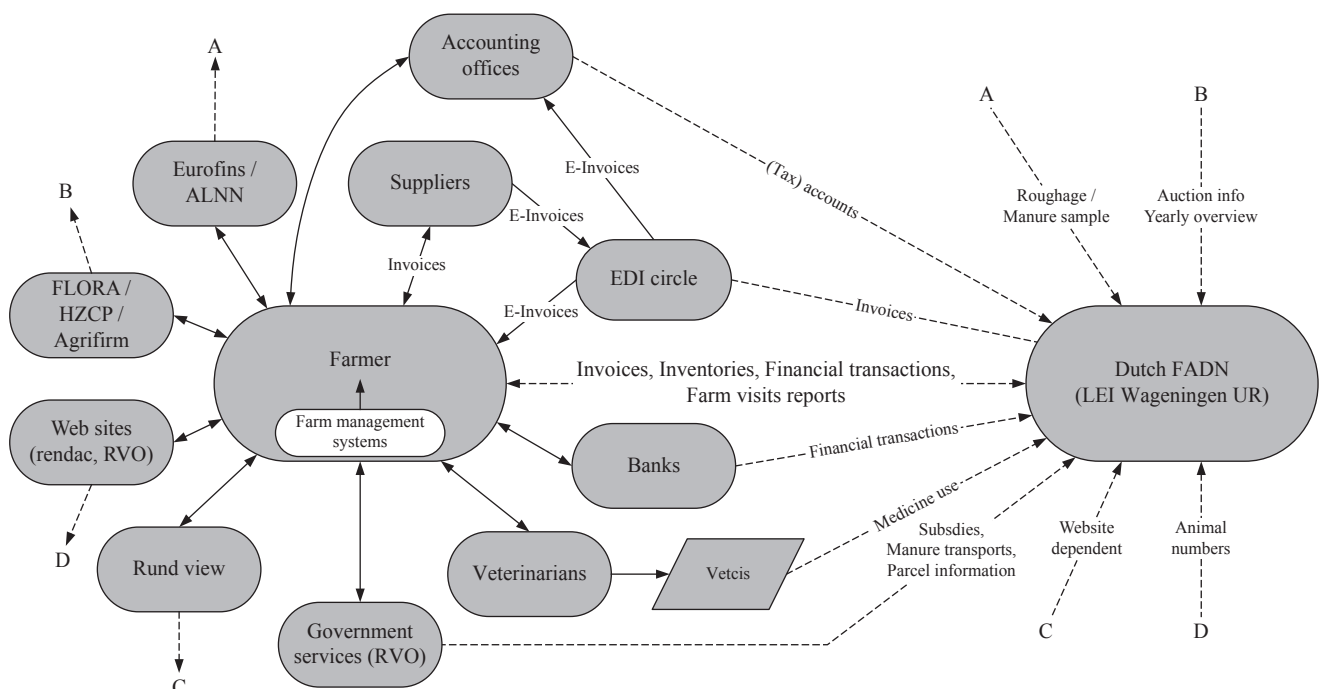 Accounting
offices
A
A
B
Eurofins /
ALNN
Suppliers
E-Invoices
(Tax) accounts
B
Roughage /
Manure sample
Auction info
Yearly overview
E-Invoices
Invoices
EDI circle
FLORA /
HZCP /
Agrifirm
E-Invoices
Invoices
Farmer
Farm management
systems
Invoices, Inventories, Financial transactions,
Farm visits reports
Dutch FADN
(LEI Wageningen UR)
Web sites
(rendac, RVO)
Banks
Financial transactions
D
Rund view
Veterinarians
Vetcis
Medicine use
Subsdies,
Manure transports,
Parcel information
Website
dependent
Animal
numbers
Government
services (RVO)
C
D
C